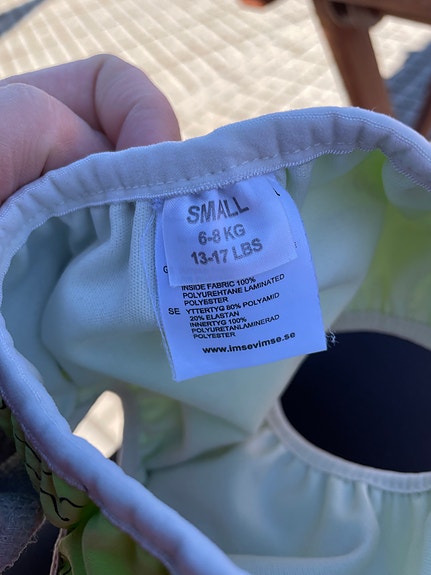 SMALL
6-8 KG
13-17 LBS
INSIDE FABRIC 100%
POLYUREHTANE LAMINATED
POLYESTER
SE YTTERTYG 80% POLYAMID
20% ELASTAN
INNERTYG 100%
POLYURETANLAMINERAD
POLYESTER
www.imsevimse.se